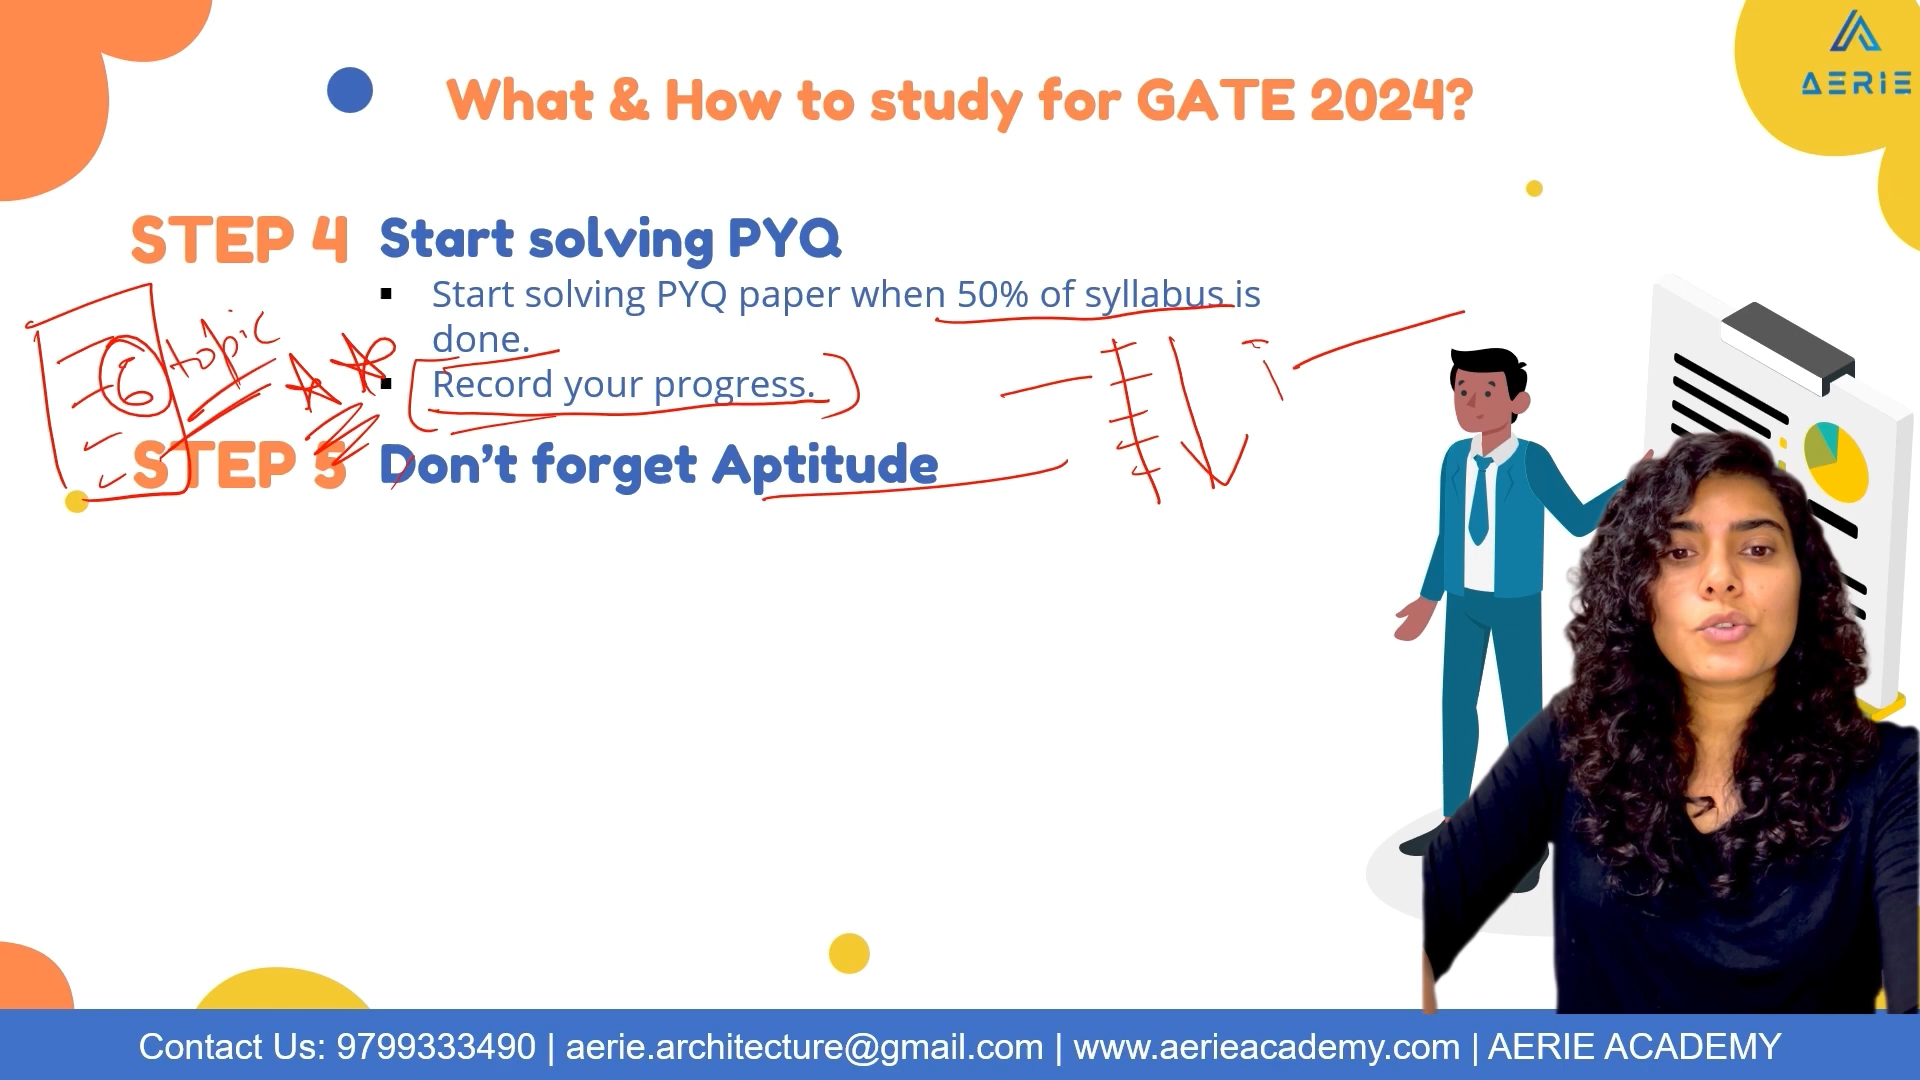 AERIE
What & How to study for GATE 2024?
STEP 4 Start solving PYQ
▪ Start solving PYQ paper when 50% of syllabus is
done.
6 topic
▪ Record your progress.
STEP 5 Don't forget Aptitude
Contact Us: 9799333490 | aerie.architecture@gmail.com | www.aerieacademy.com | AERIE ACADEMY